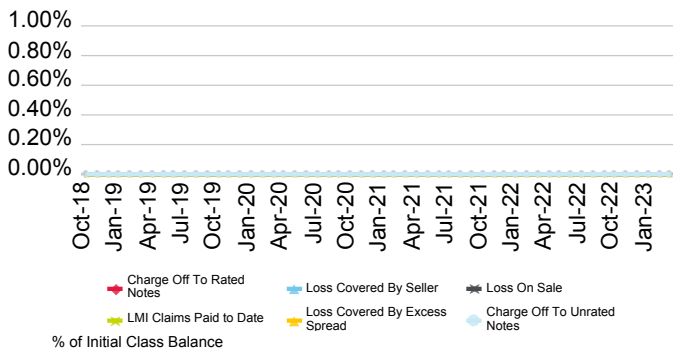 1.00%
0.80%
0.60%
0.40%
0.20%
0.00%
Oct-18
Jan-19
Apr-19
Jul-19
Oct-19
Jan-20
Apr-20
Jul-20
Oct-20
Jan-21
Apr-21
Jul-21
Oct-21
Jan-22
Apr-22
Jul-22
Oct-22
Jan-23
Charge Off To Rated
Notes
Loss Covered By Seller
Loss On Sale
LMI Claims Paid to Date
Loss Covered By Excess
Spread
Charge Off To Unrated
Notes
% of Initial Class Balance